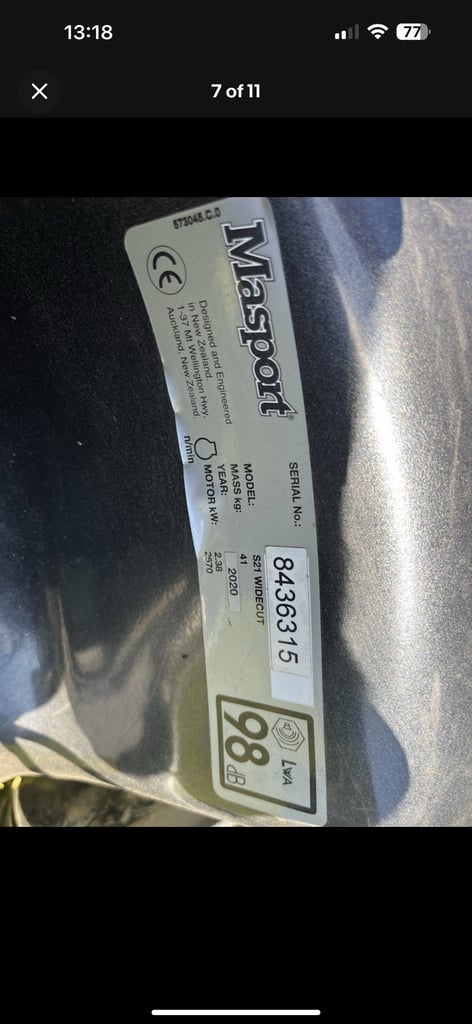 13:18
77
7 of 11
573045.C.0
Masport
CE
Designed and Engineered
in New Zealand
1-37 Mt Wellington Hwy,
Auckland, New Zealand.
SERIAL No.: 8436315
MODEL: S21 WIDECUT
MASS kg: 41
YEAR: 2020
MOTOR kW: 2.38
n/min 2870
LWA
98 dB